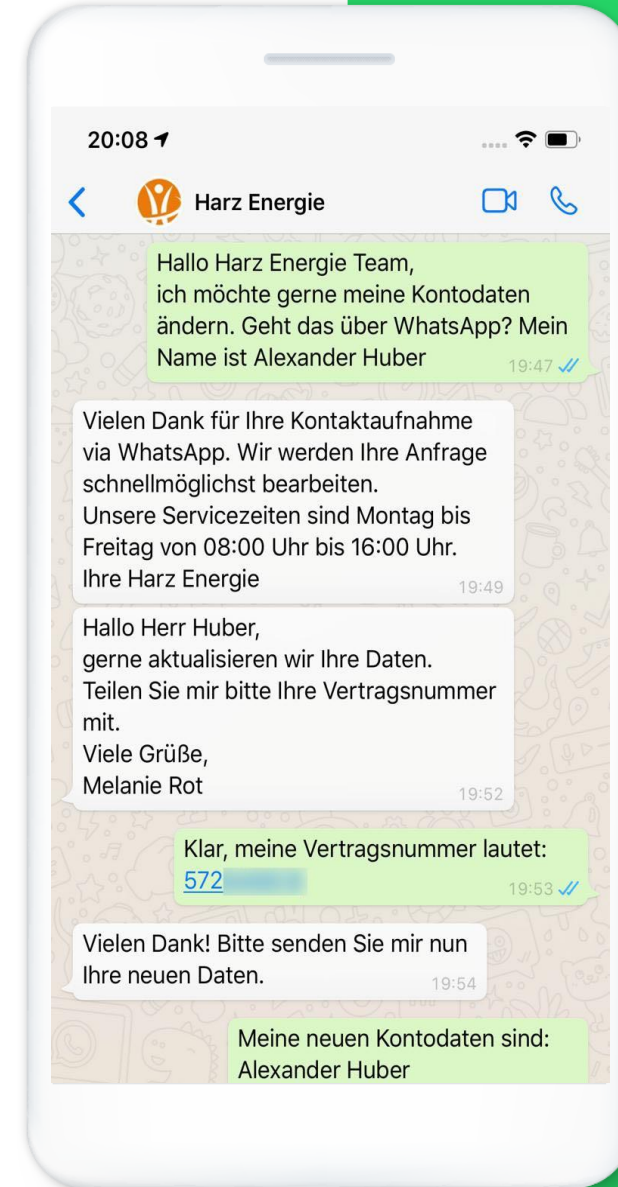 20:08
Harz Energie
Hallo Harz Energie Team,
ich möchte gerne meine Kontodaten
ändern. Geht das über WhatsApp? Mein
Name ist Alexander Huber
19:47
Vielen Dank für Ihre Kontaktaufnahme
via WhatsApp. Wir werden Ihre Anfrage
schnellmöglichst bearbeiten.
Unsere Servicezeiten sind Montag bis
Freitag von 08:00 Uhr bis 16:00 Uhr.
Ihre Harz Energie
19:49
Hallo Herr Huber,
gerne aktualisieren wir Ihre Daten.
Teilen Sie mir bitte Ihre Vertragsnummer
mit.
Viele Grüße,
Melanie Rot
19:52
Klar, meine Vertragsnummer lautet:
572
19:53
Vielen Dank! Bitte senden Sie mir nun
Ihre neuen Daten.
19:54
Meine neuen Kontodaten sind:
Alexander Huber